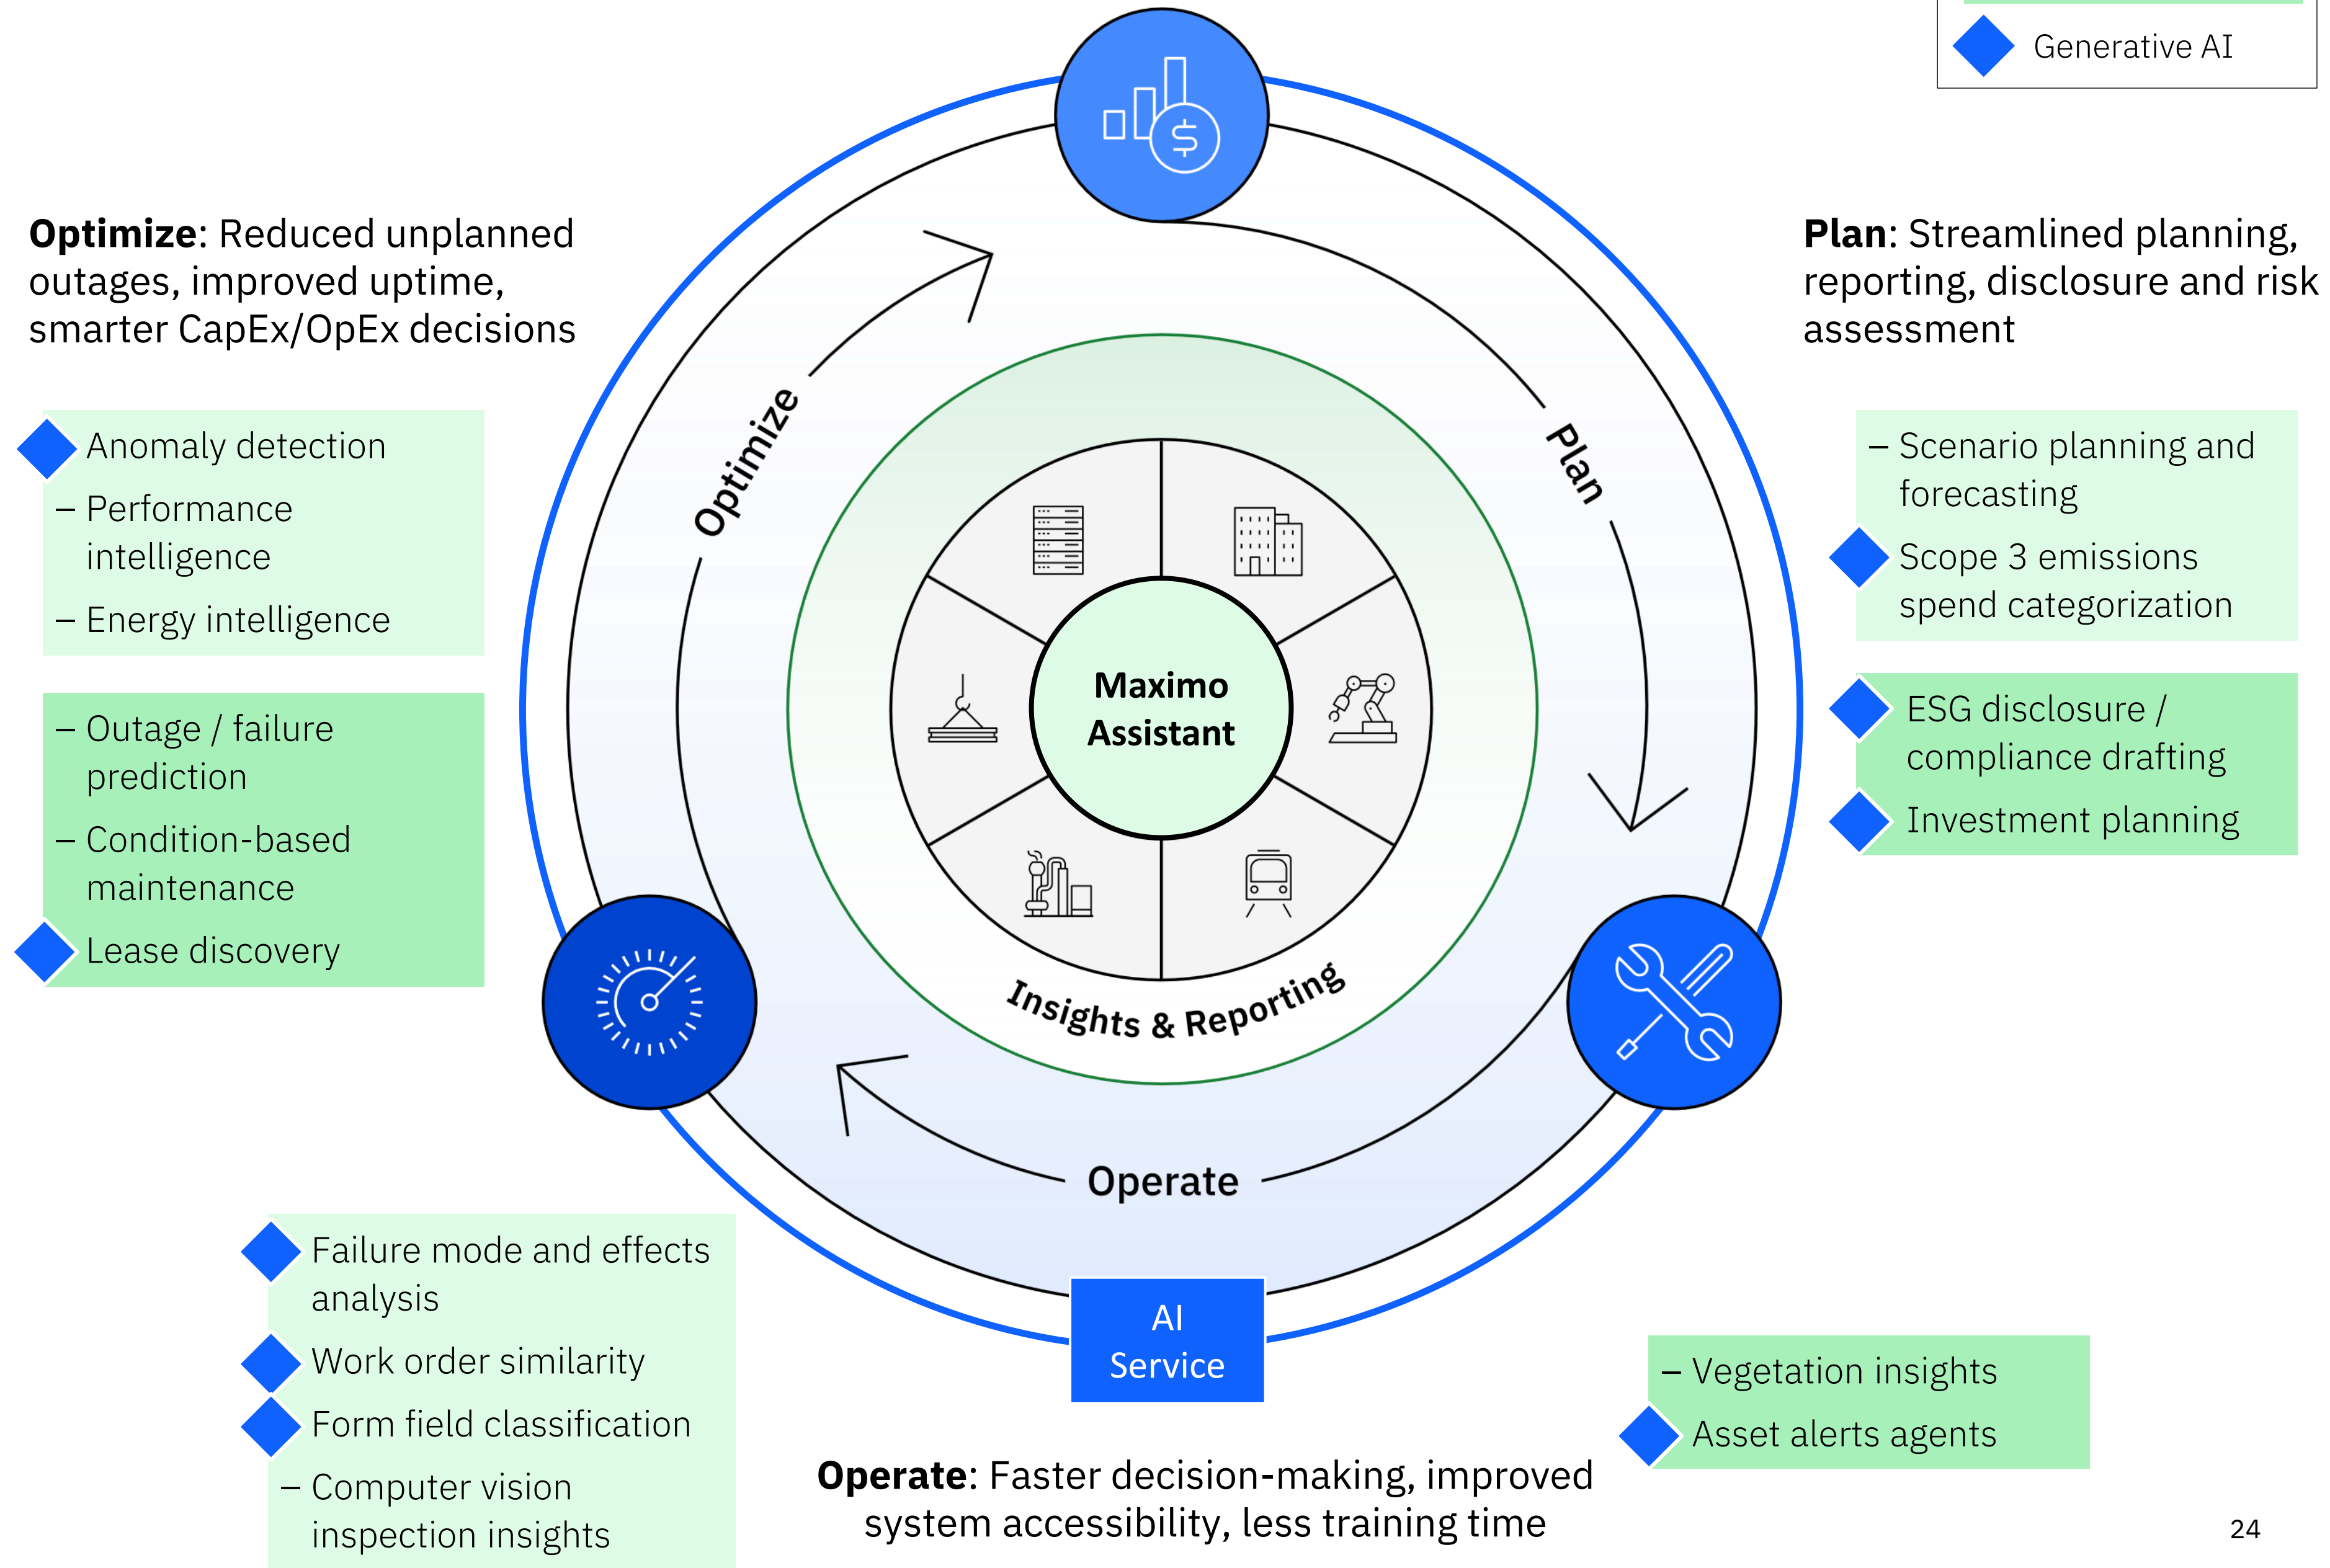 Generative AI
Optimize: Reduced unplanned
outages, improved uptime,
smarter CapEx/OpEx decisions
Plan: Streamlined planning,
reporting, disclosure and risk
assessment
Anomaly detection
– Performance
intelligence
– Energy intelligence
– Outage / failure
prediction
– Condition-based
maintenance
Lease discovery
Optimize
Plan
Maximo
Assistant
Insights & Reporting
Operate
AI
Service
– Scenario planning and
forecasting
Scope 3 emissions
spend categorization
ESG disclosure /
compliance drafting
Investment planning
Failure mode and effects
analysis
Work order similarity
Form field classification
– Computer vision
inspection insights
Operate: Faster decision-making, improved
system accessibility, less training time
– Vegetation insights
Asset alerts agents
24